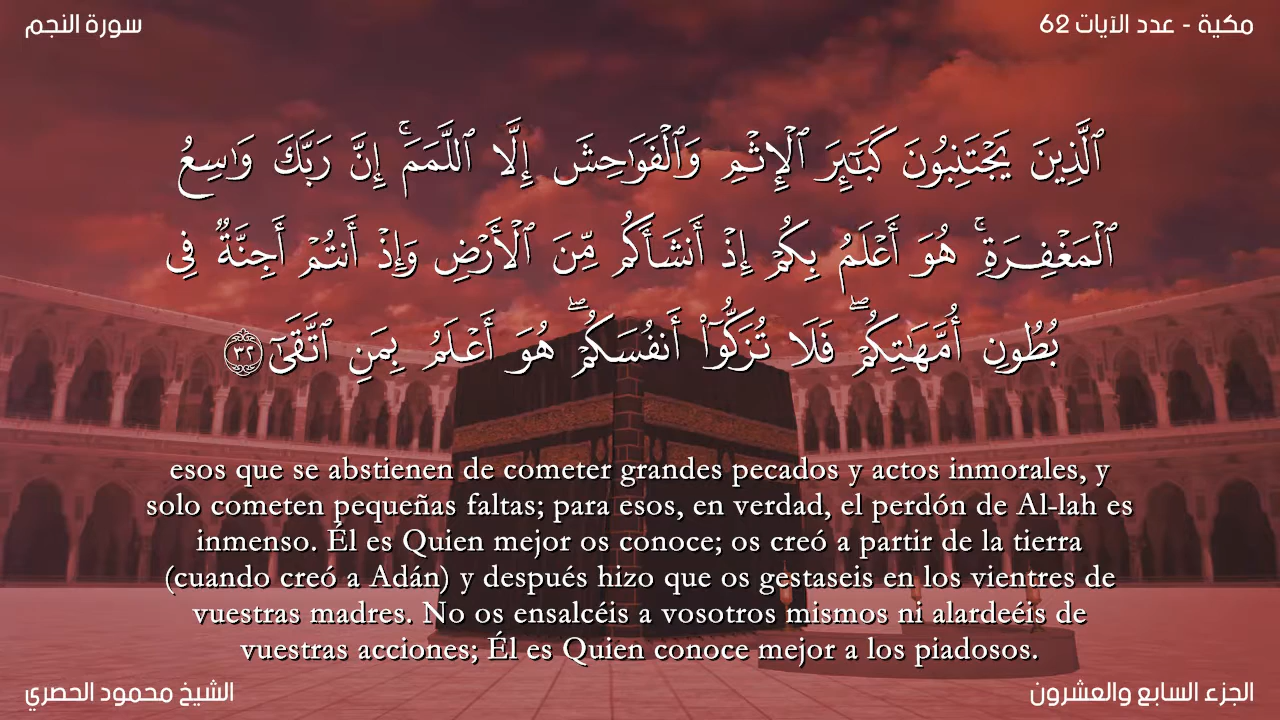 سورة النجم
مكية - عدد الآيات 62
ٱلَّذِينَ يَجْتَنِبُونَ كَبَـٰٓئِرَ ٱلْإِثْمِ وَٱلْفَوَٰحِشَ إِلَّا ٱللَّمَمَ ۚ إِنَّ رَبَّكَ وَٰسِعُ
ٱلْمَغْفِرَةِ ۚ هُوَ أَعْلَمُ بِكُمْ إِذْ أَنشَأَكُم مِّنَ ٱلْأَرْضِ وَإِذْ أَنتُمْ أَجِنَّةٌ فِى
بُطُونِ أُمَّهَـٰتِكُمْ ۖ فَلَا تُزَكُّوٓا۟ أَنفُسَكُمْ ۖ هُوَ أَعْلَمُ بِمَنِ ٱتَّقَىٰٓ ٣٢
esos que se abstienen de cometer grandes pecados y actos inmorales, y
solo cometen pequeñas faltas; para esos, en verdad, el perdón de Al-lah es
inmenso. Él es Quien mejor os conoce; os creó a partir de la tierra
(cuando creó a Adán) y después hizo que os gestaseis en los vientres de
vuestras madres. No os ensalcéis a vosotros mismos ni alardeéis de
vuestras acciones; Él es Quien conoce mejor a los piadosos.
الشيخ محمود الحصري
الجزء السابع والعشرون